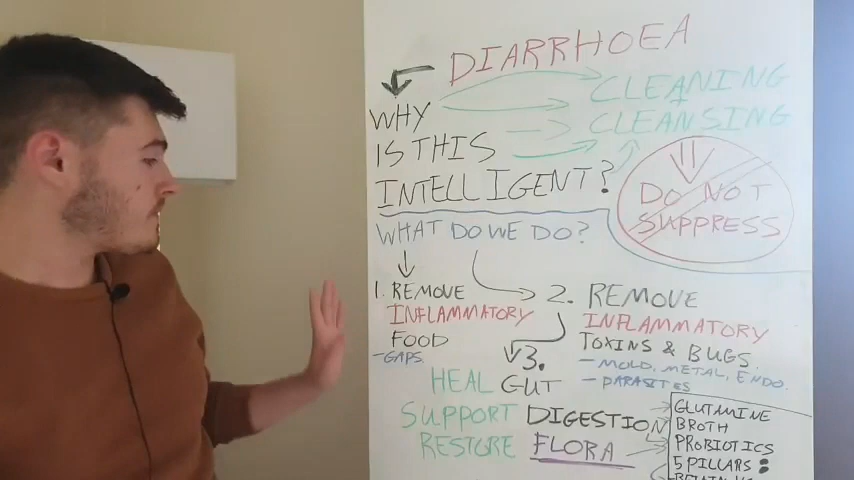 DIARRHOEA
CLEANING
CLEANSING
WHY
IS THIS
INTELLIGENT?
DO NOT
SUPPRESS
WHAT DO WE DO?
1. REMOVE
INFLAMMATORY
FOOD
-GAPS.
2. REMOVE
INFLAMMATORY
TOXINS & BUGS.
- MOLD, METAL, ENDO.
- PARASITES
3.
HEAL GUT
SUPPORT DIGESTION
RESTORE FLORA
GLUTAMINE
BROTH
PROBIOTICS
5 PILLARS: